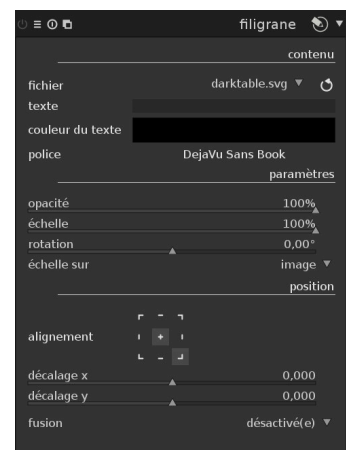 filigrane
contenu
fichier darktable.svg
texte
couleur du texte
police DejaVu Sans Book
paramètres
opacité 100%
échelle 100%
rotation 0,00°
échelle sur image
position
alignement
décalage x 0,000
décalage y 0,000
fusion désactivé(e)